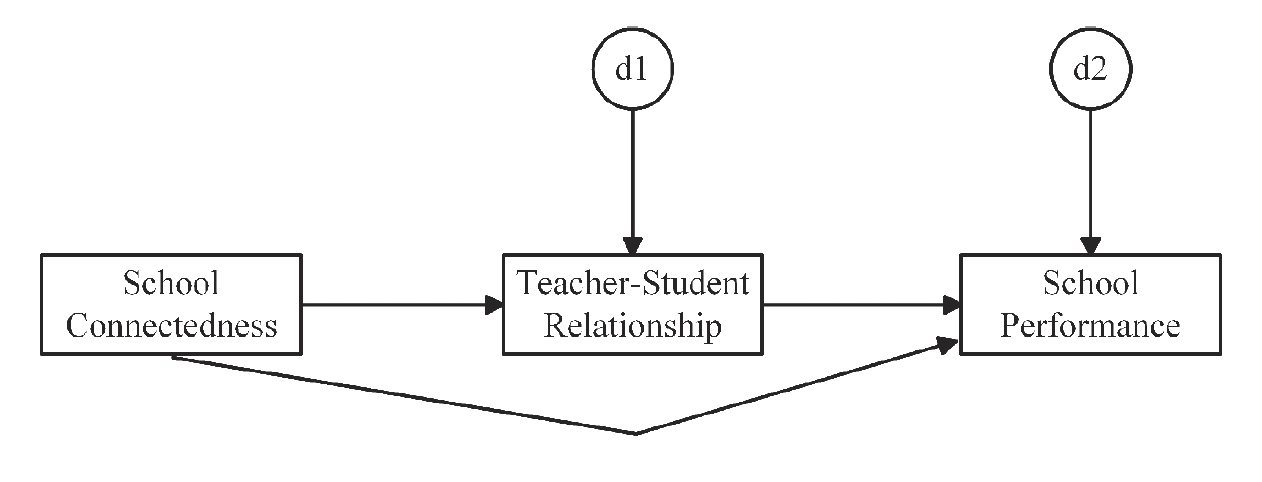 d1
d2
School
Connectedness
Teacher-Student
Relationship
School
Performance